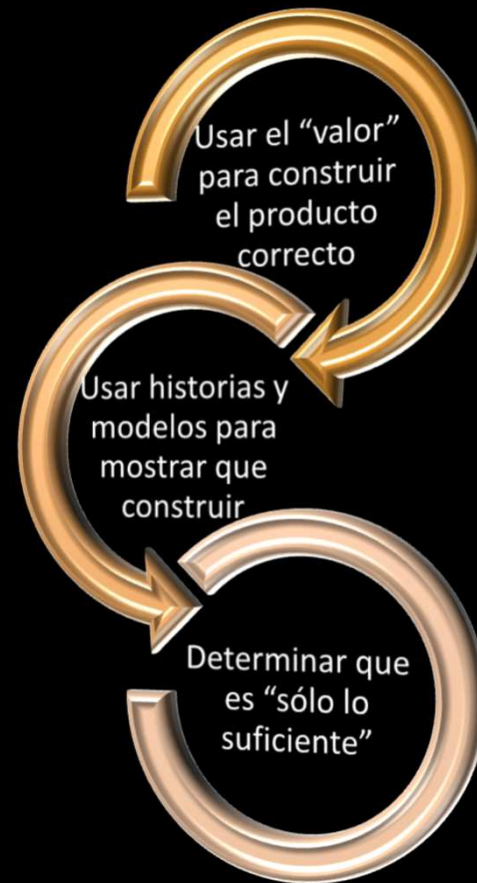 Usar el “valor”
para construir
el producto
correcto
Usar historias y
modelos para
mostrar que
construir
Determinar que
es “sólo lo
suficiente”